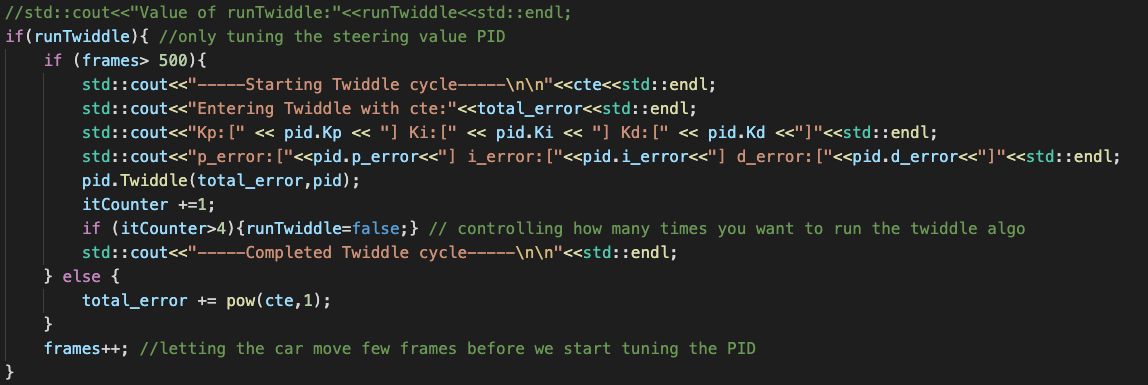 //std::cout<<"Value of runTwiddle:"<<runTwiddle<<std::endl;
if(runTwiddle){ //only tuning the steering value PID
    if (frames> 500){
        std::cout<<"-----Starting Twiddle cycle-----\n\n"<<cte<<std::endl;
        std::cout<<"Entering Twiddle with cte:"<<total_error<<std::endl;
        std::cout<<"Kp:[" << pid.Kp << "] Ki:[" << pid.Ki << "] Kd:[" << pid.Kd <<"]"<<std::endl;
        std::cout<<"p_error:["<<pid.p_error<<"] i_error:["<<pid.i_error<<"] d_error:["<<pid.d_error<<"]"<<std::endl;
        pid.Twiddle(total_error,pid);
        itCounter +=1;
        if (itCounter>4){runTwiddle=false;} // controlling how many times you want to run the twiddle algo
        std::cout<<"-----Completed Twiddle cycle-----\n\n"<<std::endl;
    } else {
        total_error += pow(cte,1);
    }
    frames++; //letting the car move few frames before we start tuning the PID
}